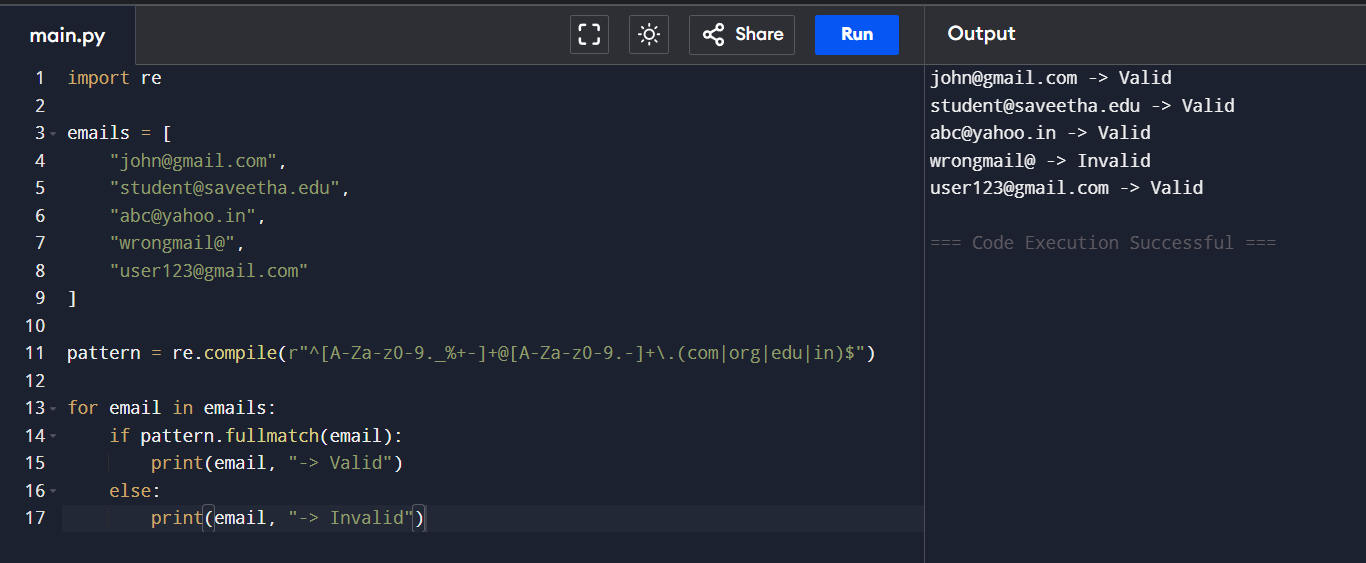 main.py
Share
Run
Output
1 import re
2
3 emails = [
4     "john@gmail.com",
5     "student@saveetha.edu",
6     "abc@yahoo.in",
7     "wrongmail@",
8     "user123@gmail.com"
9 ]
10
11 pattern = re.compile(r"^[A-Za-z0-9._%+-]+@[A-Za-z0-9.-]+\.(com|org|edu|in)$")
12
13 for email in emails:
14     if pattern.fullmatch(email):
15         print(email, "-> Valid")
16     else:
17         print(email, "-> Invalid")
john@gmail.com -> Valid
student@saveetha.edu -> Valid
abc@yahoo.in -> Valid
wrongmail@ -> Invalid
user123@gmail.com -> Valid
=== Code Execution Successful ===